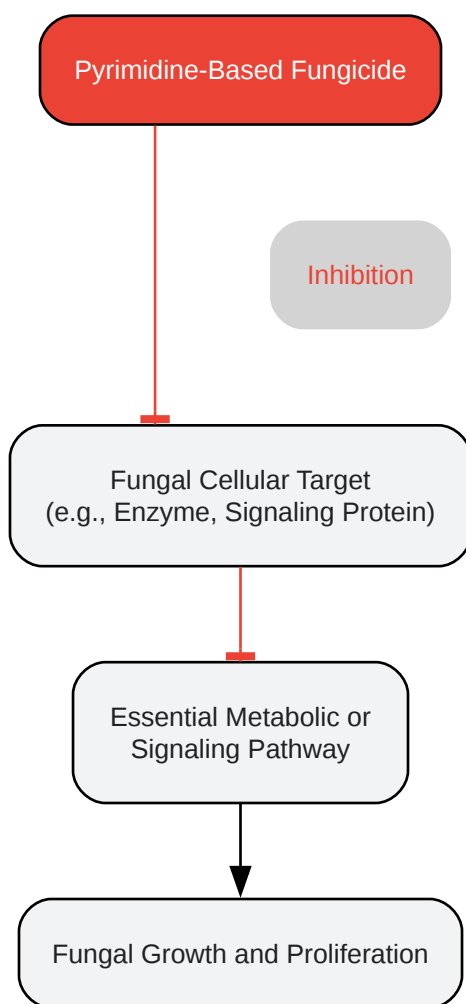 Pyrimidine-Based Fungicide
Inhibition
Fungal Cellular Target
(e.g., Enzyme, Signaling Protein)
Essential Metabolic or
Signaling Pathway
Fungal Growth and Proliferation